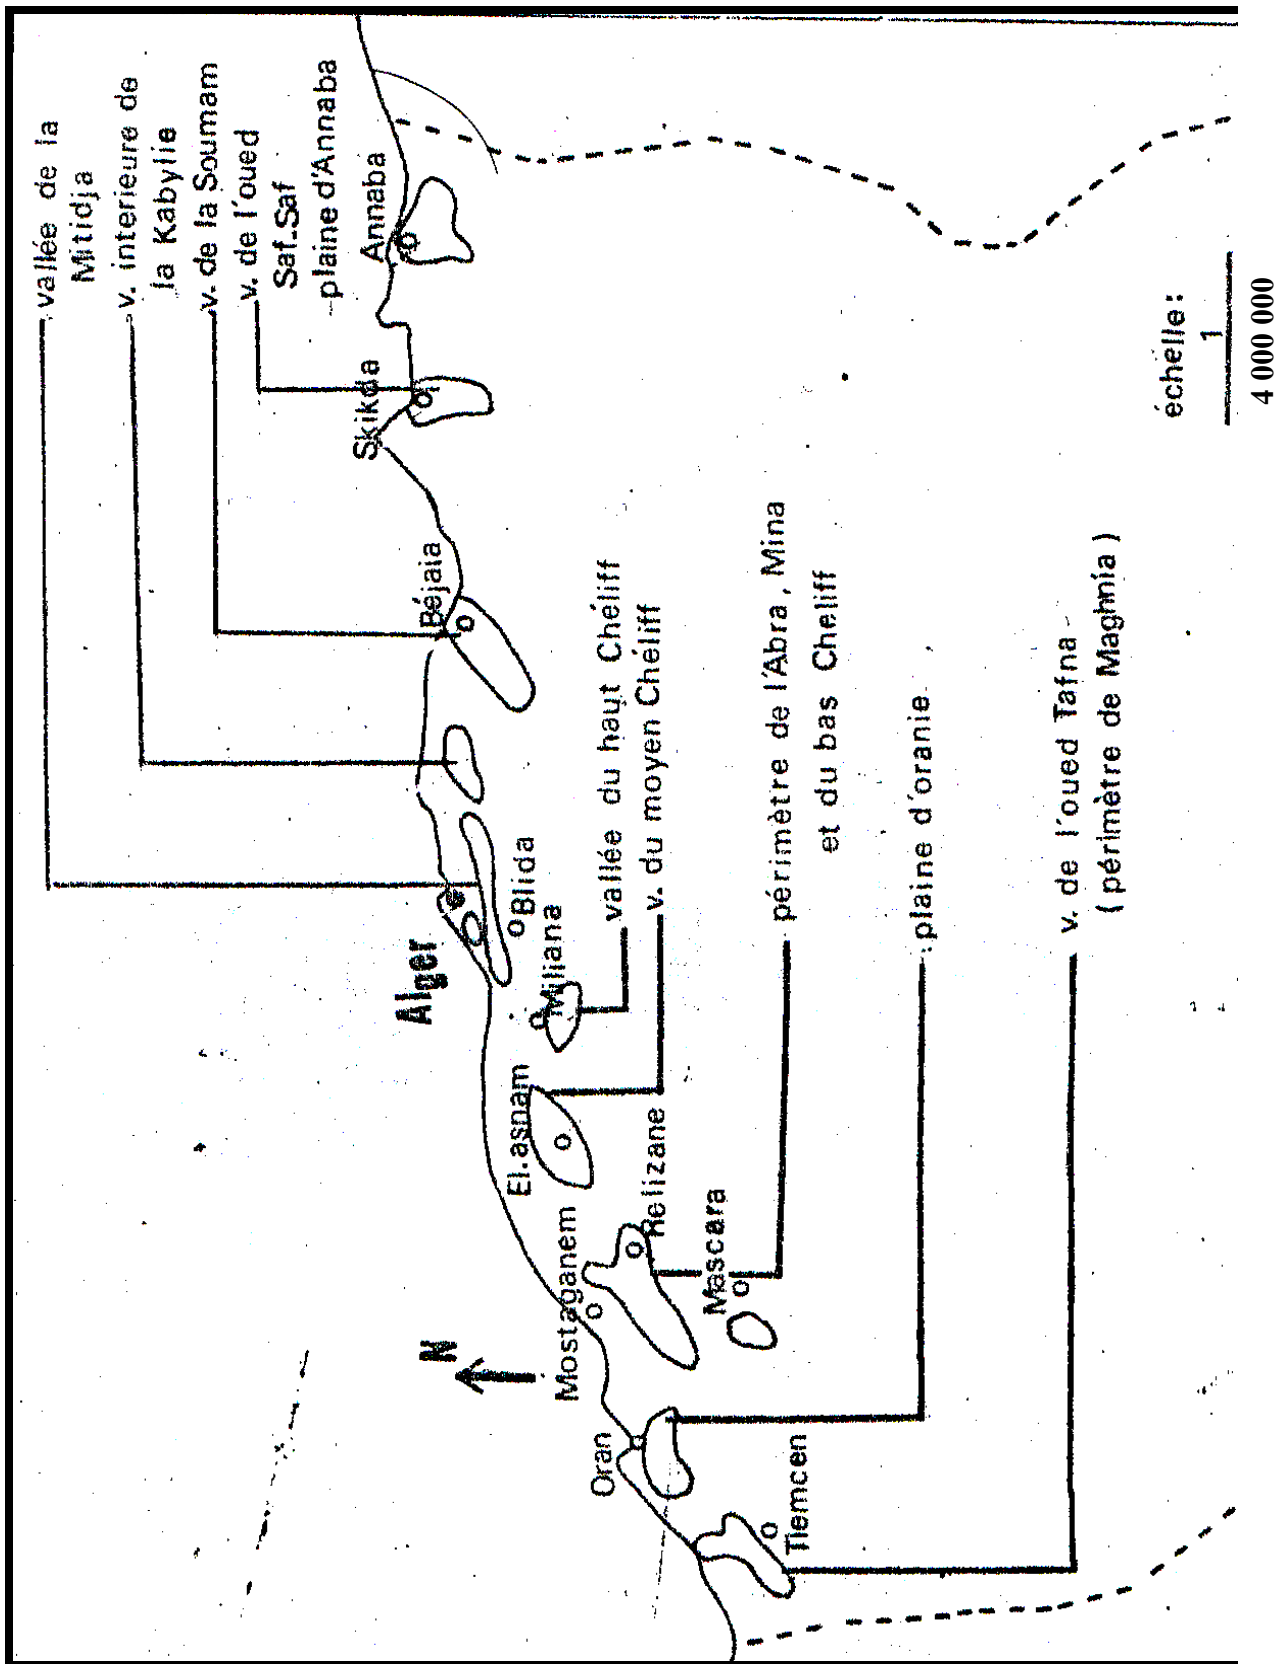 vallée de la
Mitidja
v. interieure de
la Kabylie
v. de la Soumam
v. de l'oued
Saf-Saf
plaine d'Annaba
Annaba
Skikda
Béjaia
Alger
Blida
Miliana
El.asnam
Relizane
Mostaganem
Mascara
N
Oran
Tlemcen
vallée du haut Chéliff
v. du moyen Chéliff
périmètre de l'Abra, Mina
et du bas Cheliff
plaine d'oranie
v. de l'oued Tafna
(périmètre de Maghnia)
échelle:
1
4 000 000